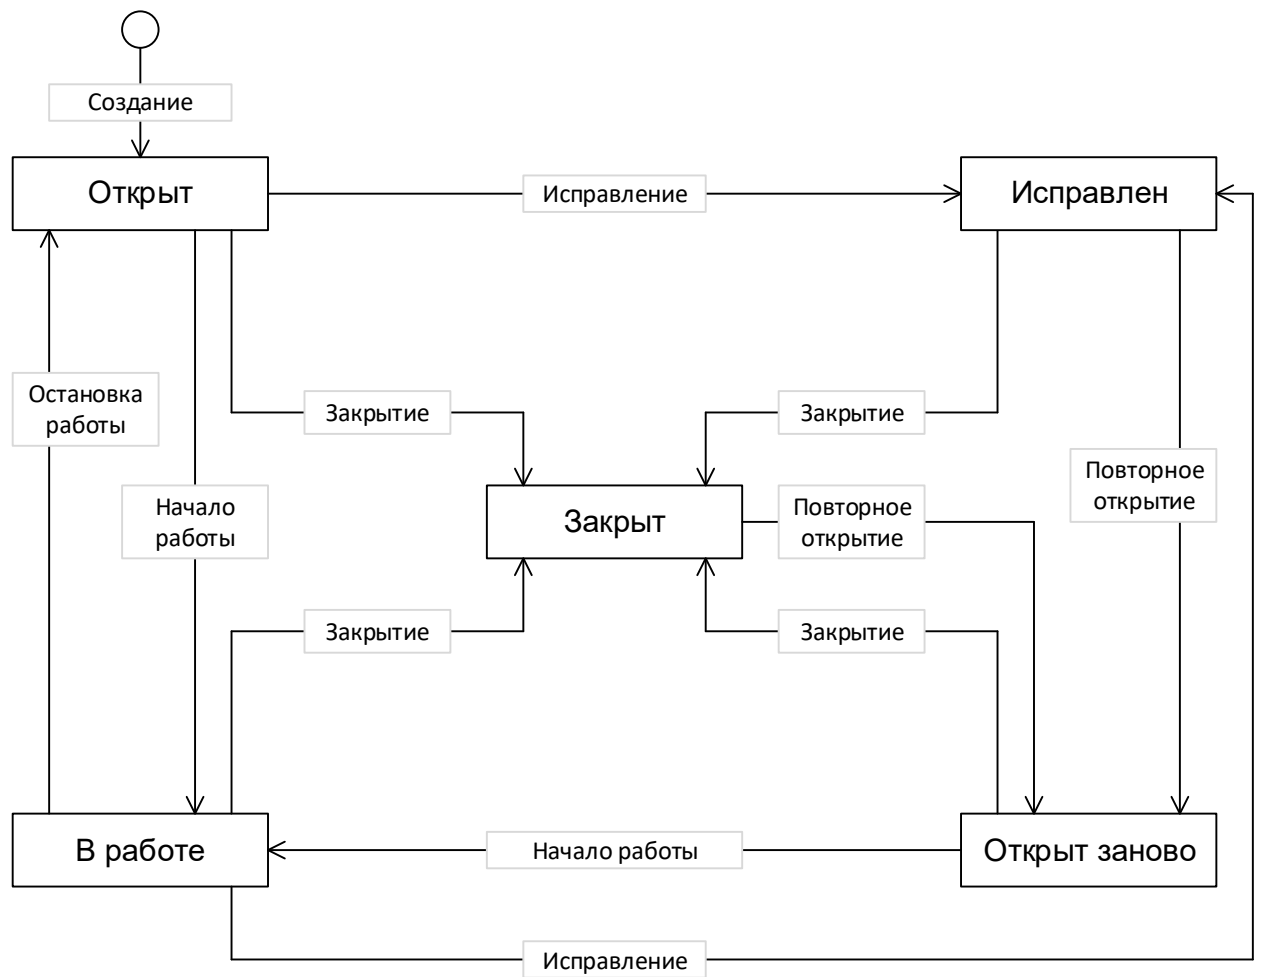 Создание
Открыт
Исправление
Исправлен
Остановка
работы
Закрытие
Закрытие
Повторное
открытие
Начало
работы
Закрыт
Повторное
открытие
Закрытие
Закрытие
В работе
Начало работы
Открыт заново
Исправление